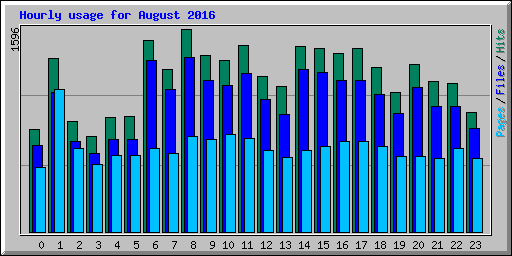 Hourly usage for August 2016
1596
Pages/Files/Hits
0 1 2 3 4 5 6 7 8 9 10 11 12 13 14 15 16 17 18 19 20 21 22 23